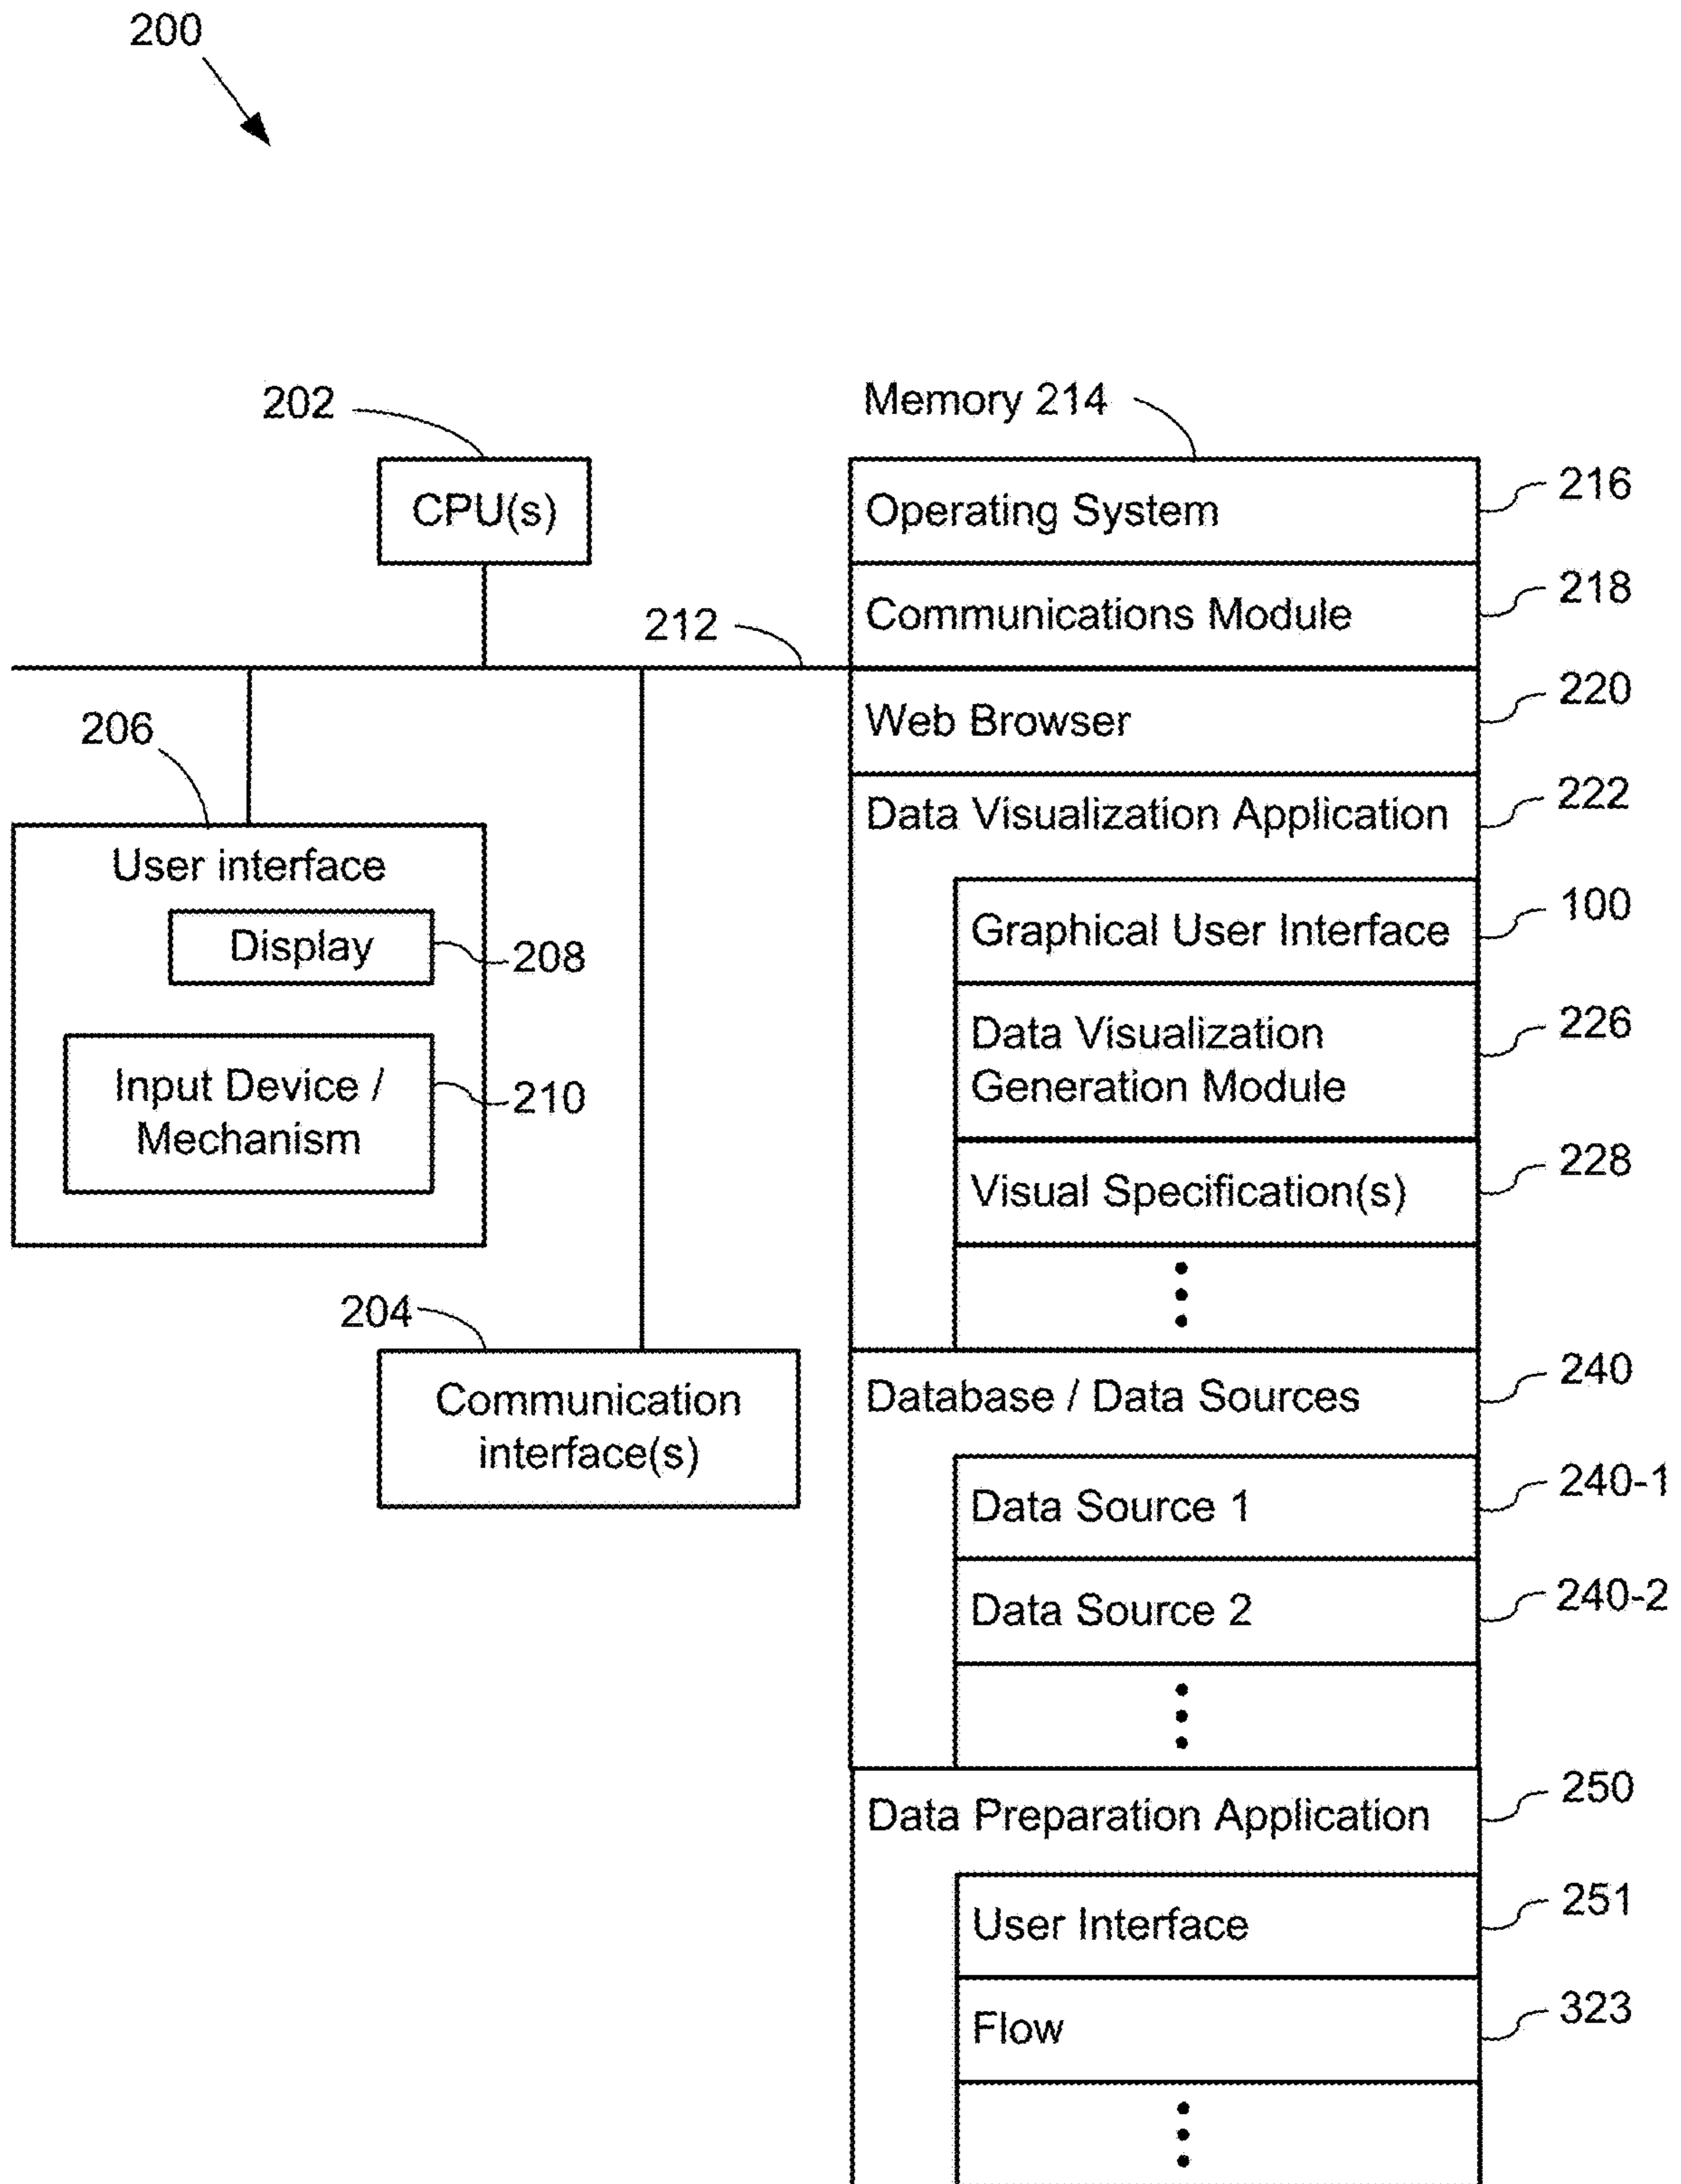 200
202
CPU(s)
212
206
User interface
Display
208
Input Device /
Mechanism
210
204
Communication
interface(s)
Memory 214
Operating System
216
Communications Module
218
Web Browser
220
Data Visualization Application
222
Graphical User Interface
100
Data Visualization
Generation Module
226
Visual Specification(s)
228
Database / Data Sources
240
Data Source 1
240-1
Data Source 2
240-2
Data Preparation Application
250
User Interface
251
Flow
323